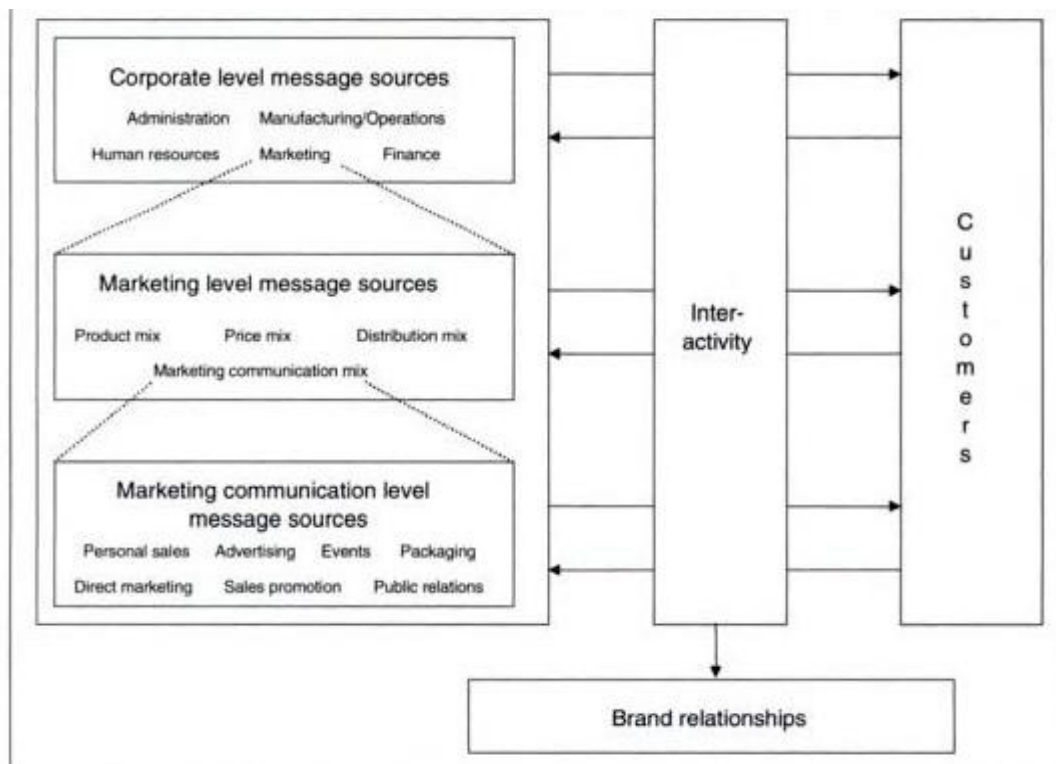 Corporate level message sources
Administration Manufacturing/Operations
Human resources Marketing Finance
Marketing level message sources
Product mix Price mix Distribution mix
Marketing communication mix
Marketing communication level
message sources
Personal sales Advertising Events Packaging
Direct marketing Sales promotion Public relations
Inter-
activity
Customers
Brand relationships